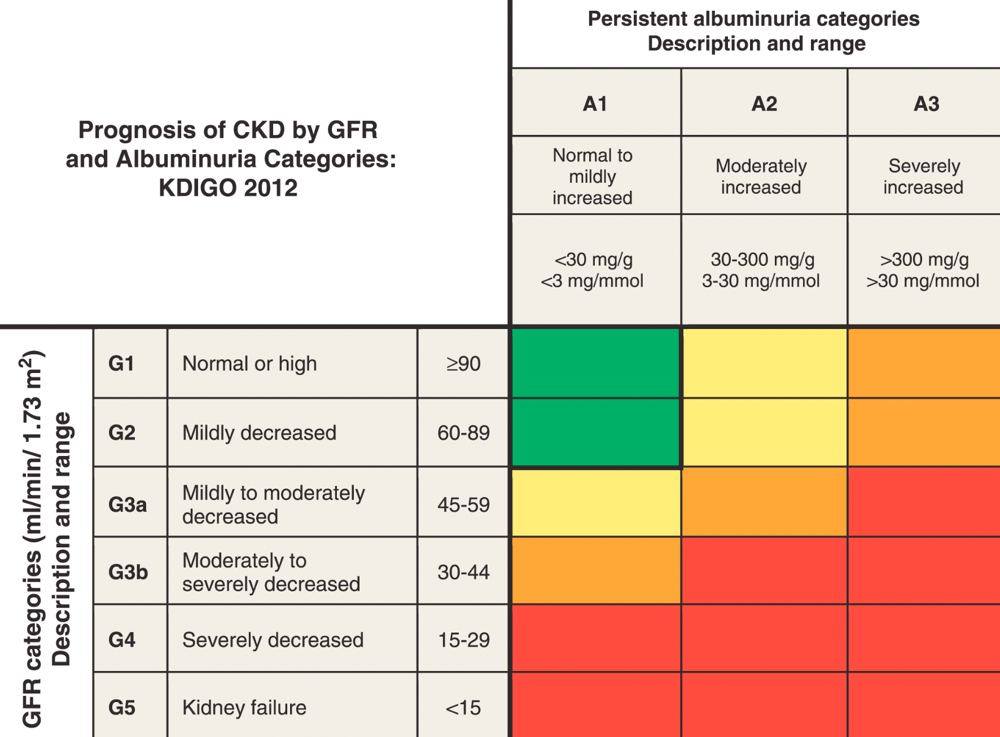 Persistent albuminuria categories
Description and range
Prognosis of CKD by GFR
and Albuminuria Categories:
KDIGO 2012
A1
A2
A3
Normal to
mildly
increased
Moderately
increased
Severely
increased
<30 mg/g
<3 mg/mmol
30-300 mg/g
3-30 mg/mmol
>300 mg/g
>30 mg/mmol
GFR categories (ml/min/ 1.73 m²)
Description and range
G1
Normal or high
≥90
G2
Mildly decreased
60-89
G3a
Mildly to moderately
decreased
45-59
G3b
Moderately to
severely decreased
30-44
G4
Severely decreased
15-29
G5
Kidney failure
<15